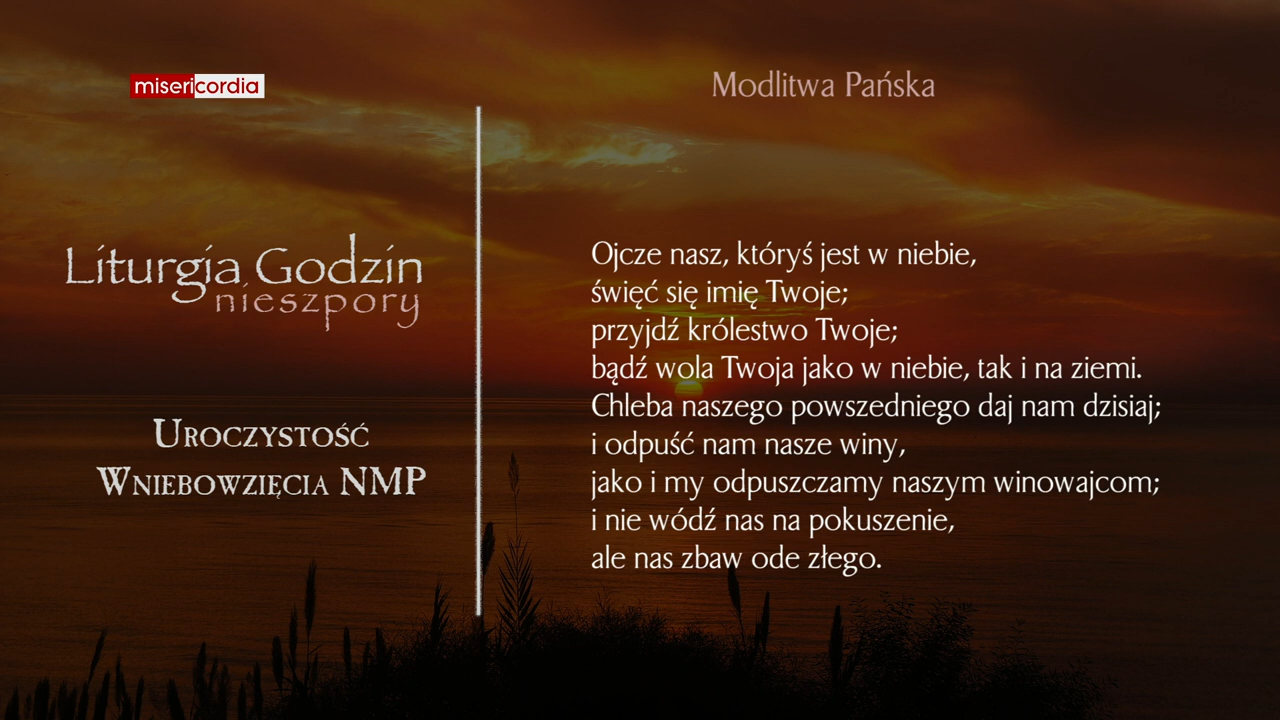 misericordia
Liturgia Godzin
nieszpory
Uroczystość
Wniebowzięcia NMP
Modlitwa Pańska
Ojcze nasz, któryś jest w niebie,
święć się imię Twoje;
przyjdź królestwo Twoje;
bądź wola Twoja jako w niebie, tak i na ziemi.
Chleba naszego powszedniego daj nam dzisiaj;
i odpuść nam nasze winy,
jako i my odpuszczamy naszym winowajcom;
i nie wódź nas na pokuszenie,
ale nas zbaw ode złego.